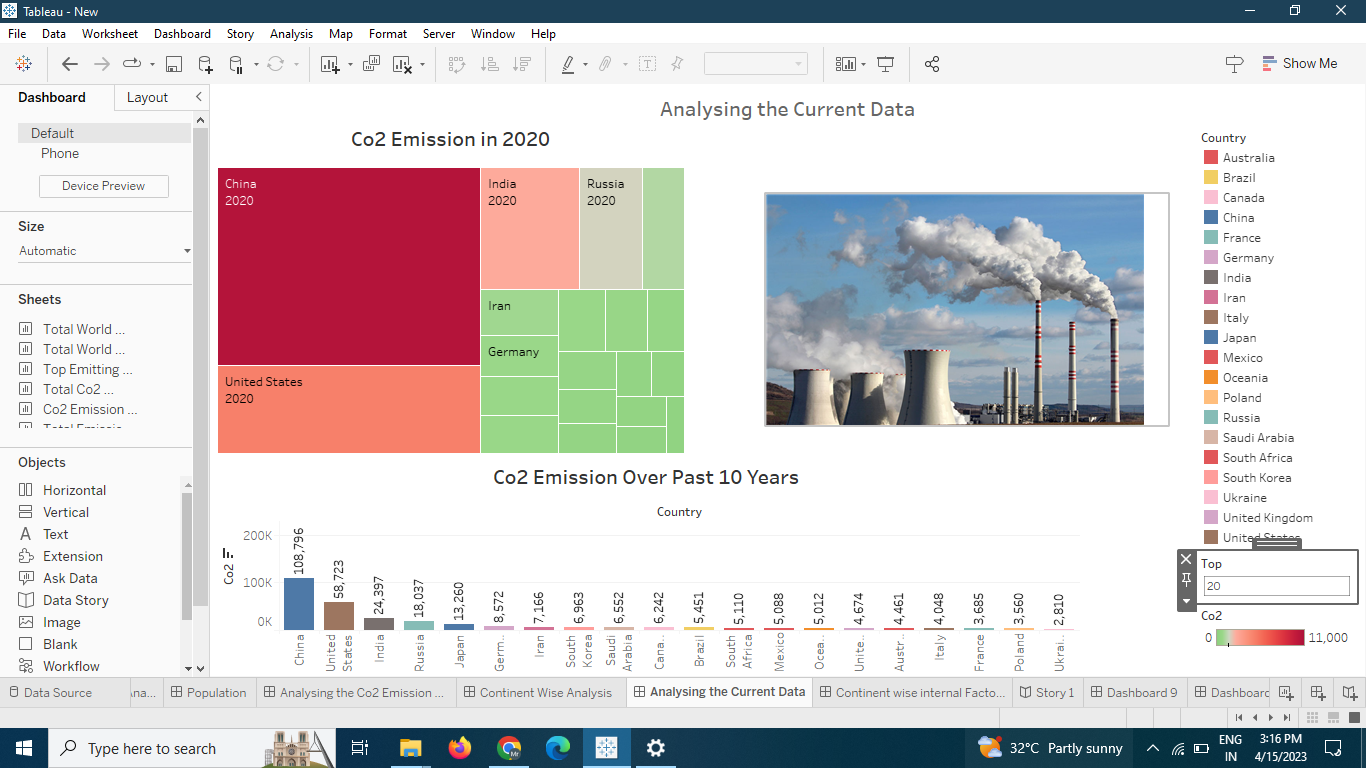 Tableau - New
File Data Worksheet Dashboard Story Analysis Map Format Server Window Help
Show Me
Dashboard Layout
Default
Phone
Device Preview
Size
Automatic
Sheets
Total World ...
Total World ...
Top Emitting ...
Total Co2 ...
Co2 Emission ...
Objects
Horizontal
Vertical
Text
Extension
Ask Data
Data Story
Image
Blank
Workflow
Analysing the Current Data
Co2 Emission in 2020
China
2020
India
2020
Russia
2020
Iran
Germany
United States
2020
Co2 Emission Over Past 10 Years
Country
Co2
200K
100K
0K
108,796
58,723
24,397
18,037
13,260
8,572
7,166
6,963
6,552
6,242
5,451
5,110
5,088
5,012
4,674
4,461
4,048
3,685
3,560
2,810
China
United
States
India
Russia
Japan
Germ..
Iran
South
Korea
Saudi
Arabia
Cana..
Brazil
South
Africa
Mexico
Ocea..
Unite..
Austr..
Italy
France
Poland
Ukrai..
Country
Australia
Brazil
Canada
China
France
Germany
India
Iran
Italy
Japan
Mexico
Oceania
Poland
Russia
Saudi Arabia
South Africa
South Korea
Ukraine
United Kingdom
United States
Top
20
Co2
0 11,000
Data Source Population Analysing the Co2 Emission ... Continent Wise Analysis Analysing the Current Data Continent wise internal Facto... Story 1 Dashboard 9
Type here to search
32°C Partly sunny
ENG
IN
3:16 PM
4/15/2023